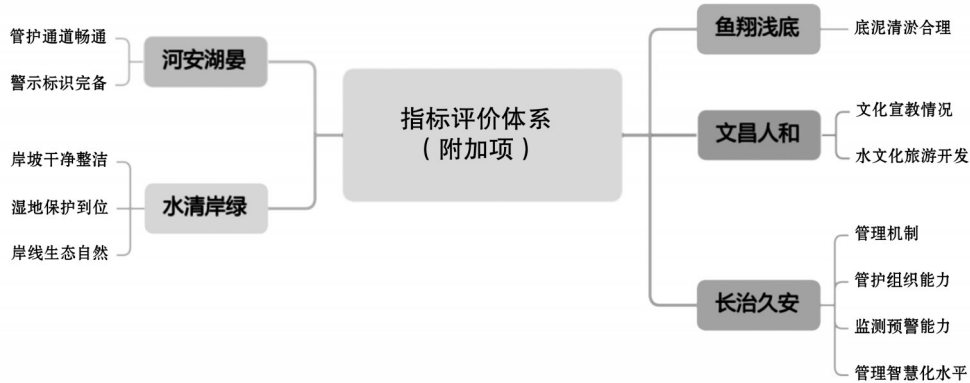 指标评价体系
（附加项）
河安湖晏
管护通道畅通
警示标识完备
水清岸绿
岸坡干净整洁
湿地保护到位
岸线生态自然
鱼翔浅底
底泥清淤合理
文昌人和
文化宣教情况
水文化旅游开发
长治久安
管理机制
管护组织能力
监测预警能力
管理智慧化水平